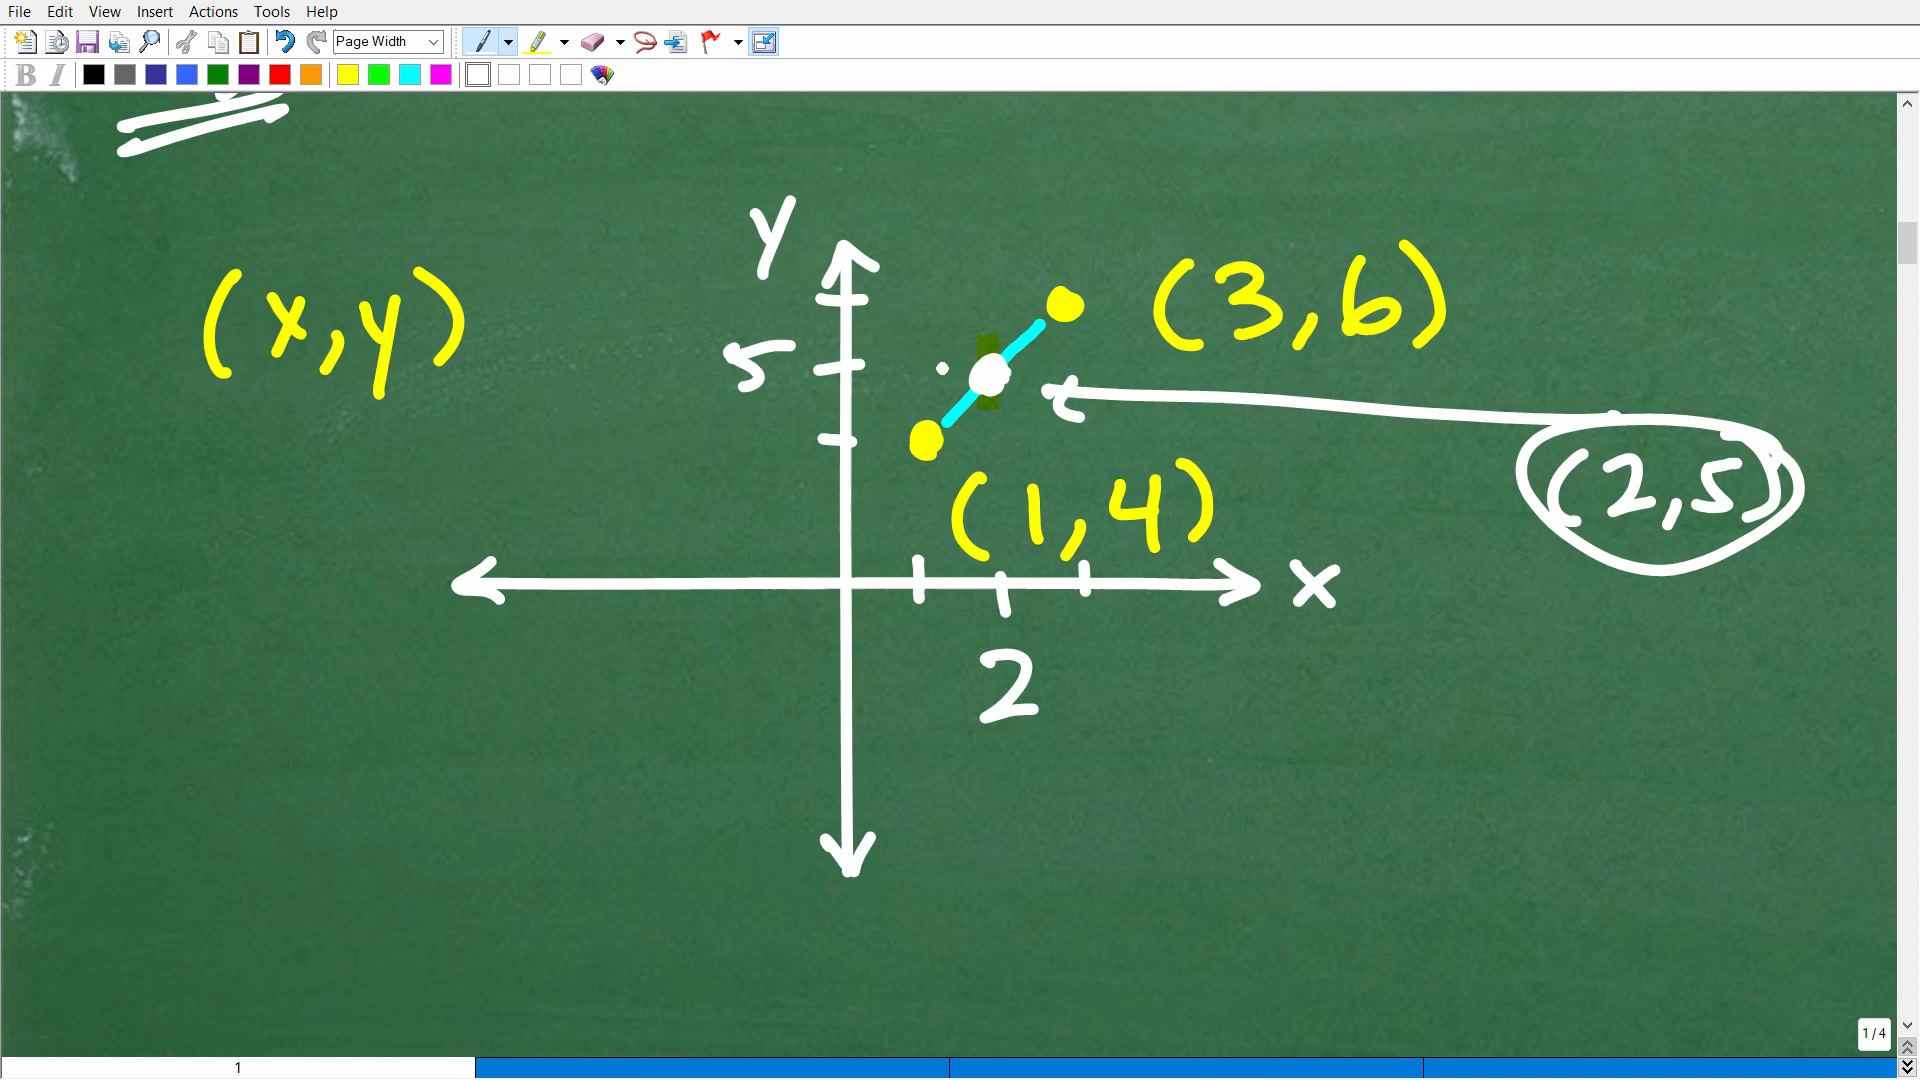 File Edit View Insert Actions Tools Help
Page Width
B I
y
(x,y)
(3,6)
5
(2,5)
(1,4)
x
2
1/4
1